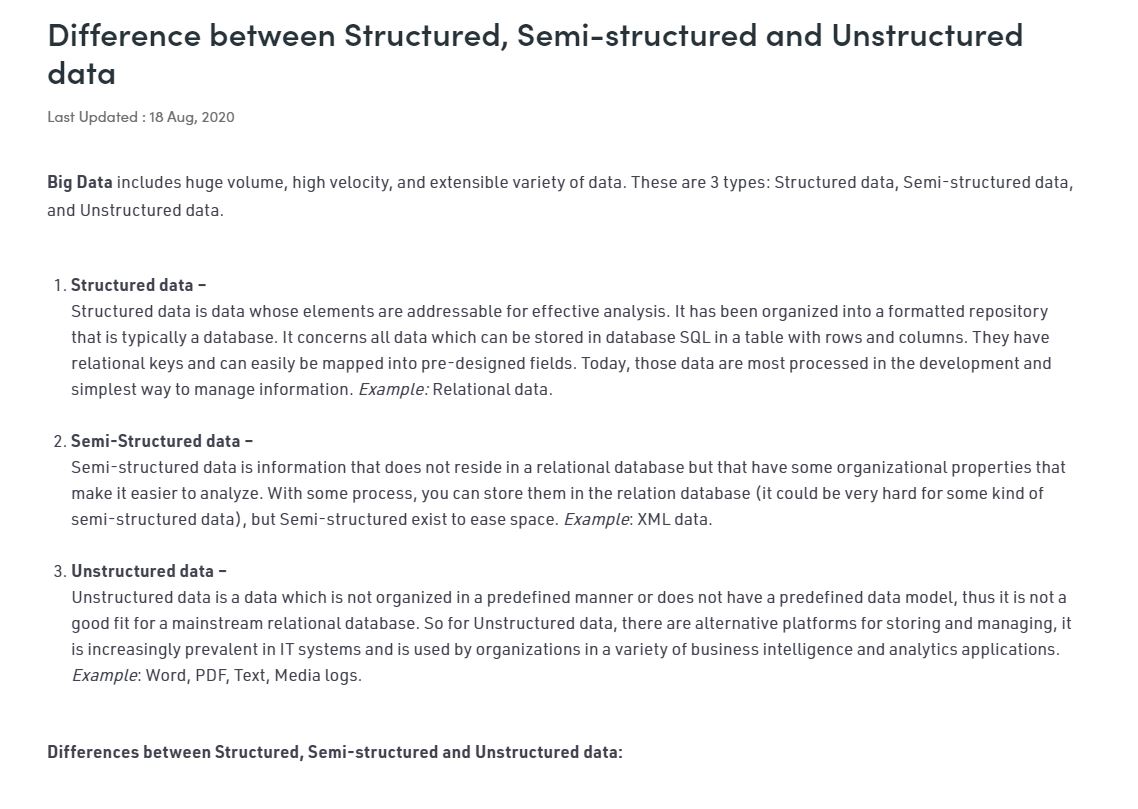 Difference between Structured, Semi-structured and Unstructured
data
Last Updated : 18 Aug, 2020
Big Data includes huge volume, high velocity, and extensible variety of data. These are 3 types: Structured data, Semi-structured data,
and Unstructured data.
1. Structured data –
Structured data is data whose elements are addressable for effective analysis. It has been organized into a formatted repository
that is typically a database. It concerns all data which can be stored in database SQL in a table with rows and columns. They have
relational keys and can easily be mapped into pre-designed fields. Today, those data are most processed in the development and
simplest way to manage information. Example: Relational data.
2. Semi-Structured data –
Semi-structured data is information that does not reside in a relational database but that have some organizational properties that
make it easier to analyze. With some process, you can store them in the relation database (it could be very hard for some kind of
semi-structured data), but Semi-structured exist to ease space. Example: XML data.
3. Unstructured data –
Unstructured data is a data which is not organized in a predefined manner or does not have a predefined data model, thus it is not a
good fit for a mainstream relational database. So for Unstructured data, there are alternative platforms for storing and managing, it
is increasingly prevalent in IT systems and is used by organizations in a variety of business intelligence and analytics applications.
Example: Word, PDF, Text, Media logs.
Differences between Structured, Semi-structured and Unstructured data: